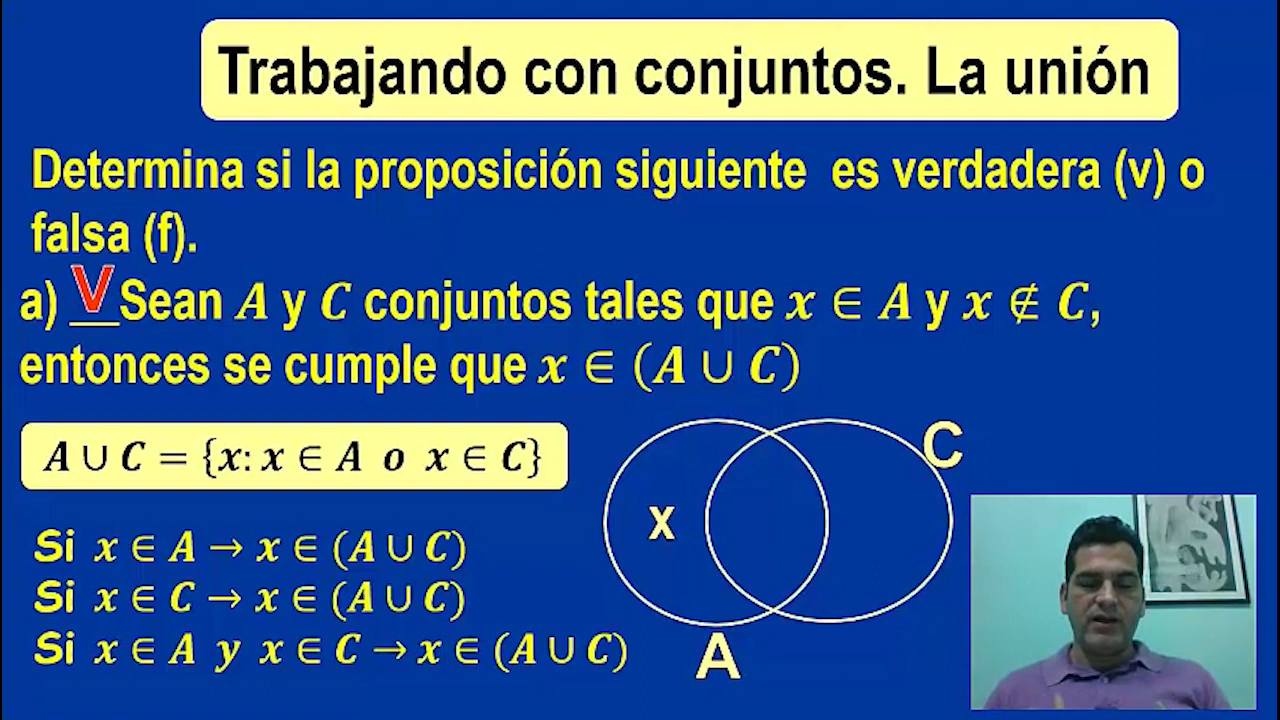 Trabajando con conjuntos. La unión
Determina si la proposición siguiente es verdadera (v) o
falsa (f).
a) V Sean A y C conjuntos tales que x ∈ A y x ∉ C,
entonces se cumple que x ∈ (A ∪ C)
A ∪ C = {x: x ∈ A o x ∈ C}
Si x ∈ A → x ∈ (A ∪ C)
Si x ∈ C → x ∈ (A ∪ C)
Si x ∈ A y x ∈ C → x ∈ (A ∪ C)
C
x
A